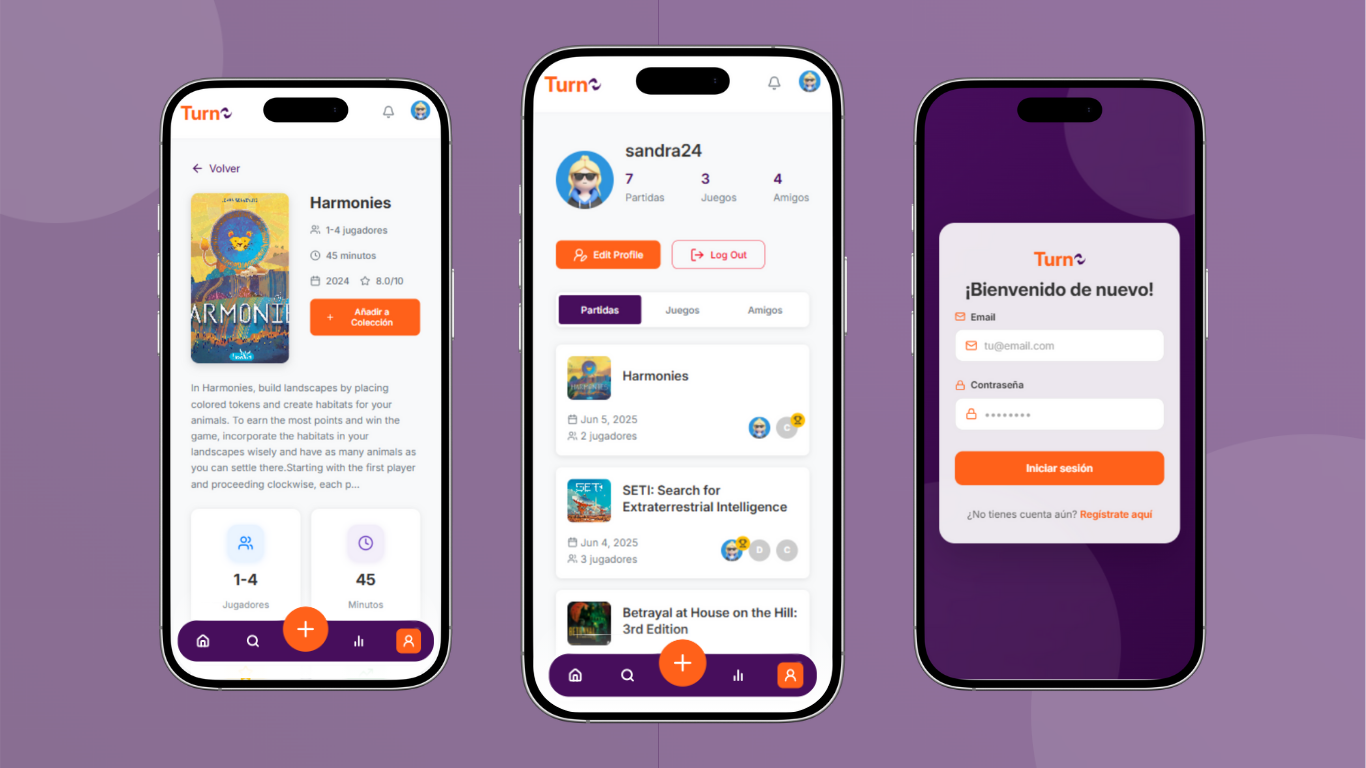 Turn
Volver
Harmonies
1-4 jugadores
45 minutos
2024 8.0/10
+ Añadir a
Colección
ARMONI
In Harmonies, build landscapes by placing
colored tokens and create habitats for your
animals. To earn the most points and win the
game, incorporate the habitats in your
landscapes wisely and have as many animals as
you can settle there.Starting with the first player
and proceeding clockwise, each p...
1-4
Jugadores
45
Minutos
+
Turn
sandra24
7 3 4
Partidas Juegos Amigos
Edit Profile Log Out
Partidas Juegos Amigos
Harmonies
Jun 5, 2025
2 jugadores
C
SETI
SETI: Search for
Extraterrestrial Intelligence
Jun 4, 2025
3 jugadores
D C
Betrayal at House on the Hill:
3rd Edition
+
Turn
¡Bienvenido de nuevo!
Email
tu@email.com
Contraseña
Iniciar sesión
¿No tienes cuenta aún? Regístrate aquí